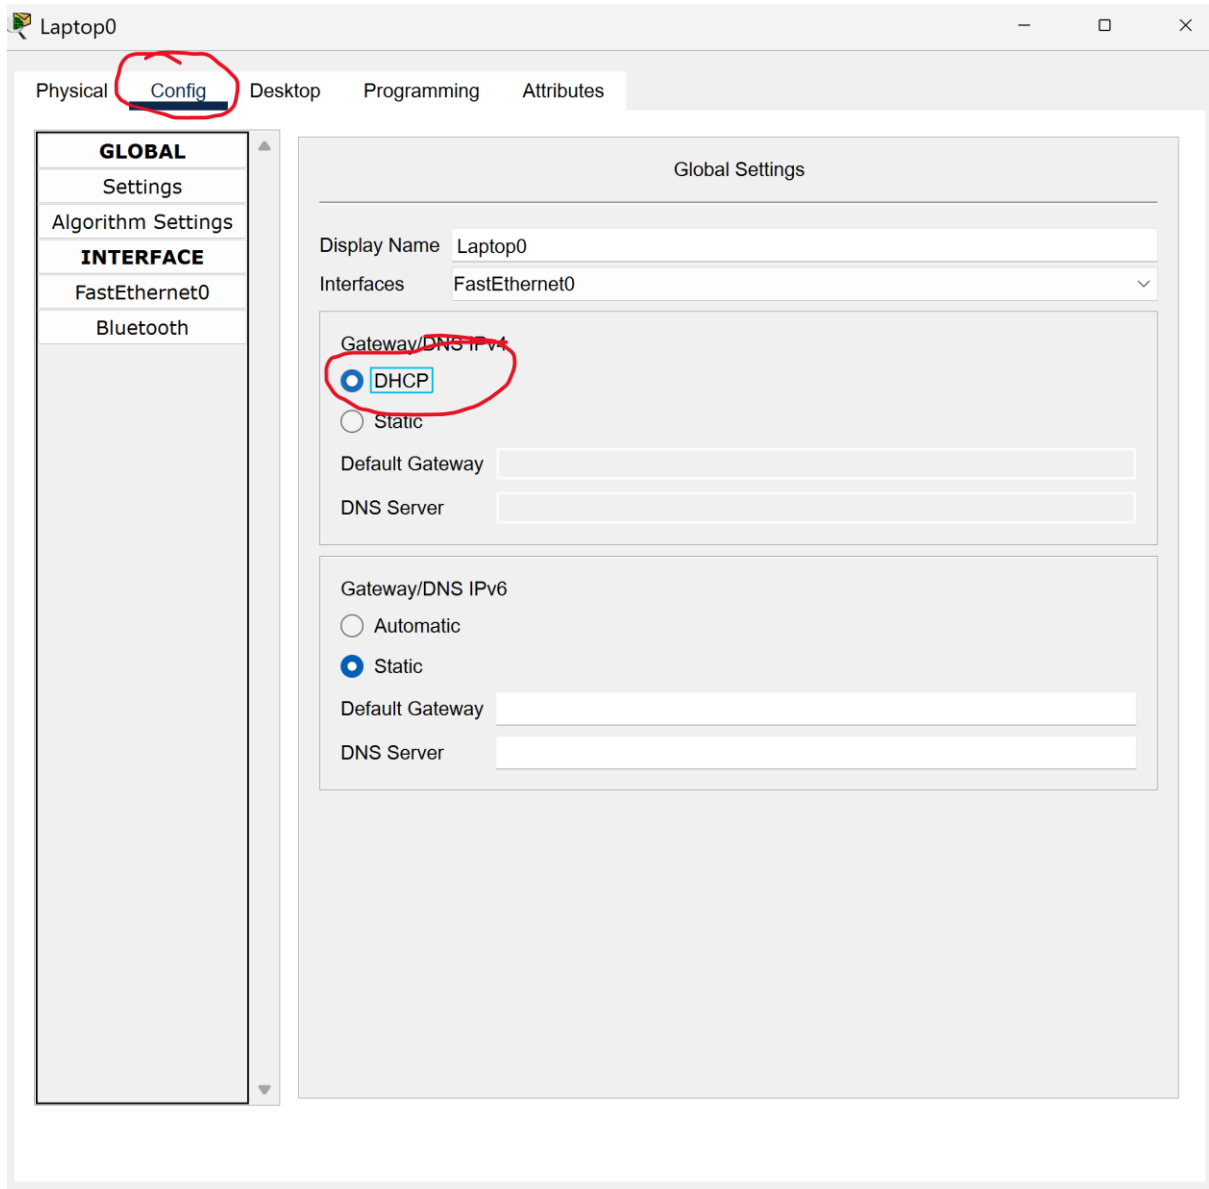 Laptop0
Physical Config Desktop Programming Attributes
GLOBAL
Settings
Algorithm Settings
INTERFACE
FastEthernet0
Bluetooth
Global Settings
Display Name Laptop0
Interfaces FastEthernet0
Gateway/DNS IPv4
DHCP
Static
Default Gateway
DNS Server
Gateway/DNS IPv6
Automatic
Static
Default Gateway
DNS Server